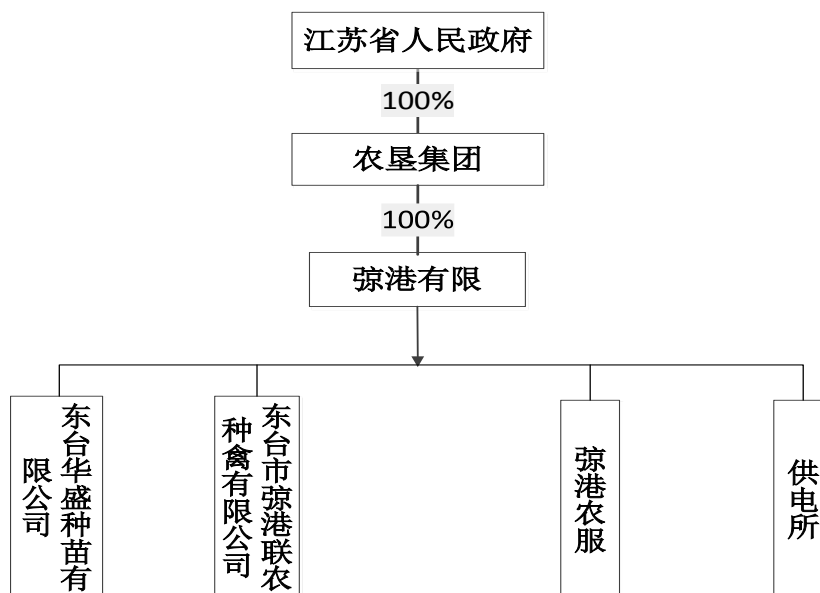 江苏省人民政府
100%
农垦集团
100%
弶港有限
东台华盛种苗有
限公司
东台市弶港联农
种禽有限公司
弶港农服
供电所